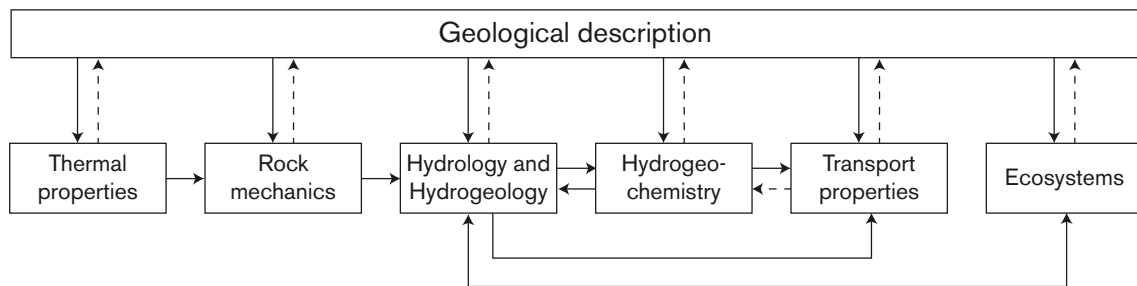 Geological description
Thermal
properties
Rock
mechanics
Hydrology and
Hydrogeology
Hydrogeo-
chemistry
Transport
properties
Ecosystems